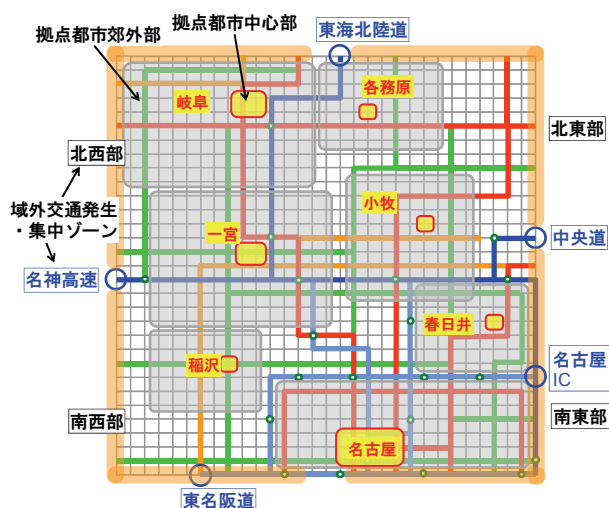 拠点都市中心部
東海北陸道
拠点都市郊外部
各務原
岐阜
北東部
北西部
小牧
域外交通発生
・集中ゾーン
一宮
中央道
名神高速
春日井
稲沢
名古屋
IC
南西部
南東部
名古屋
東名阪道